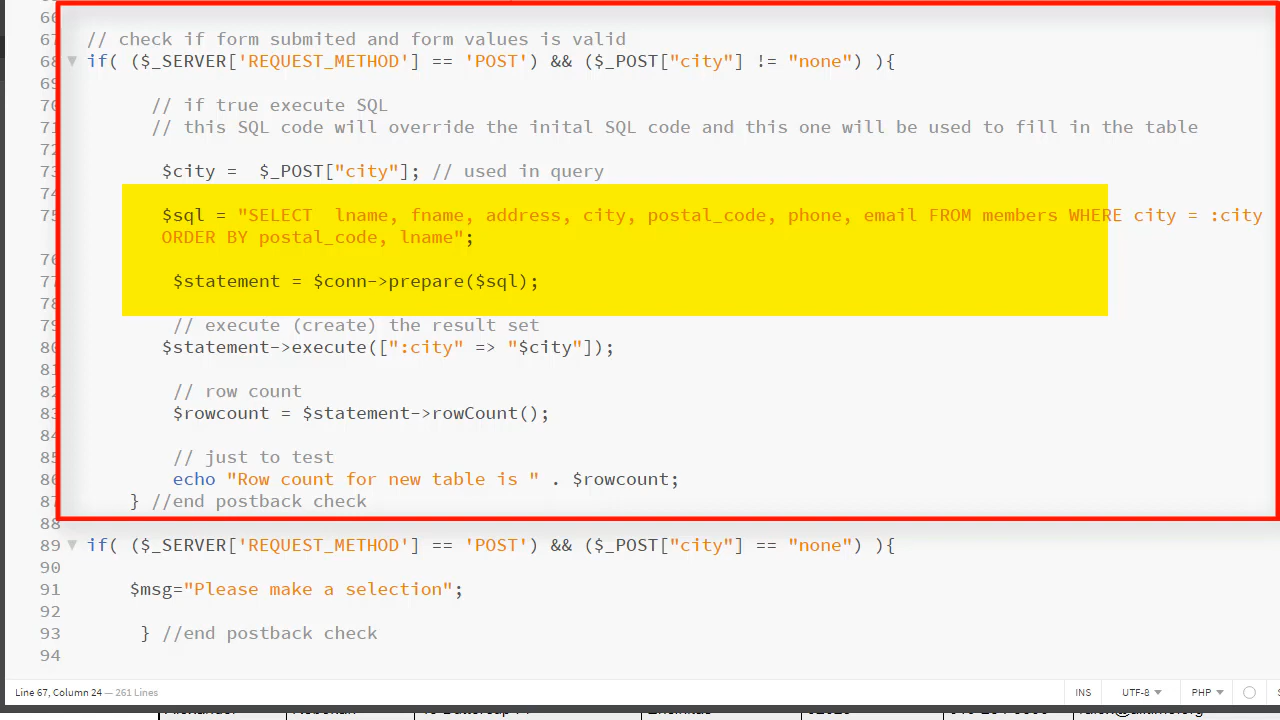 66
67 // check if form submited and form values is valid
68 if( ($_SERVER['REQUEST_METHOD'] == 'POST') && ($_POST["city"] != "none") ){
69
70 // if true execute SQL
71 // this SQL code will override the inital SQL code and this one will be used to fill in the table
72
73 $city =  $_POST["city"]; // used in query
74
75 $sql = "SELECT  lname, fname, address, city, postal_code, phone, email FROM members WHERE city = :city
ORDER BY postal_code, lname";
76
77 $statement = $conn->prepare($sql);
78
79 // execute (create) the result set
80 $statement->execute([":city" => "$city"]);
81
82 // row count
83 $rowcount = $statement->rowCount();
84
85 // just to test
86 echo "Row count for new table is " . $rowcount;
87 } //end postback check
88
89 if( ($_SERVER['REQUEST_METHOD'] == 'POST') && ($_POST["city"] == "none") ){
90
91 $msg="Please make a selection";
92
93 } //end postback check
94
Line 67, Column 24 — 261 Lines INS UTF-8 PHP